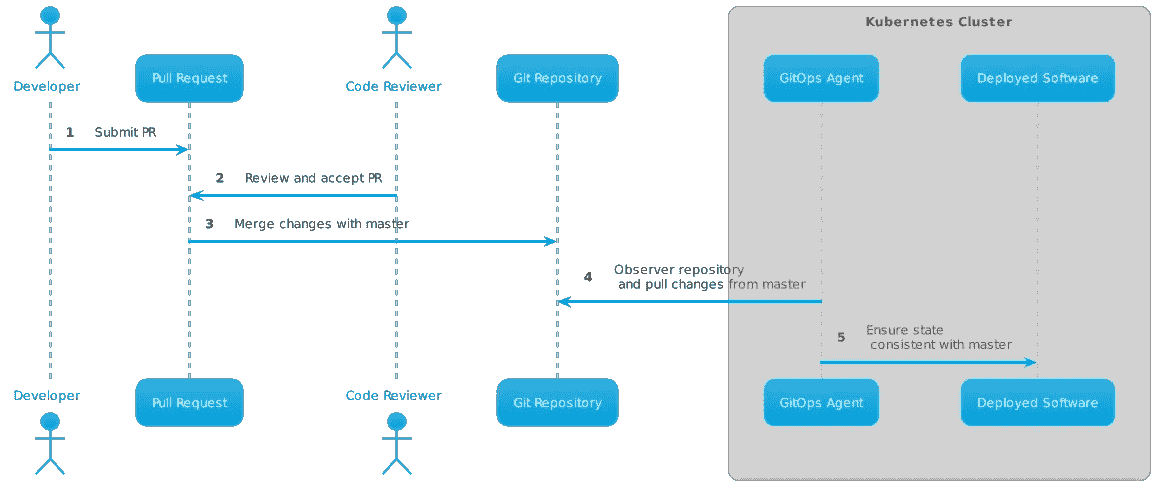 Kubernetes Cluster
Developer
Pull Request
Code Reviewer
Git Repository
GitOps Agent
Deployed Software
1 Submit PR
2 Review and accept PR
3 Merge changes with master
4 Observer repository
and pull changes from master
5 Ensure state
consistent with master
Developer
Pull Request
Code Reviewer
Git Repository
GitOps Agent
Deployed Software